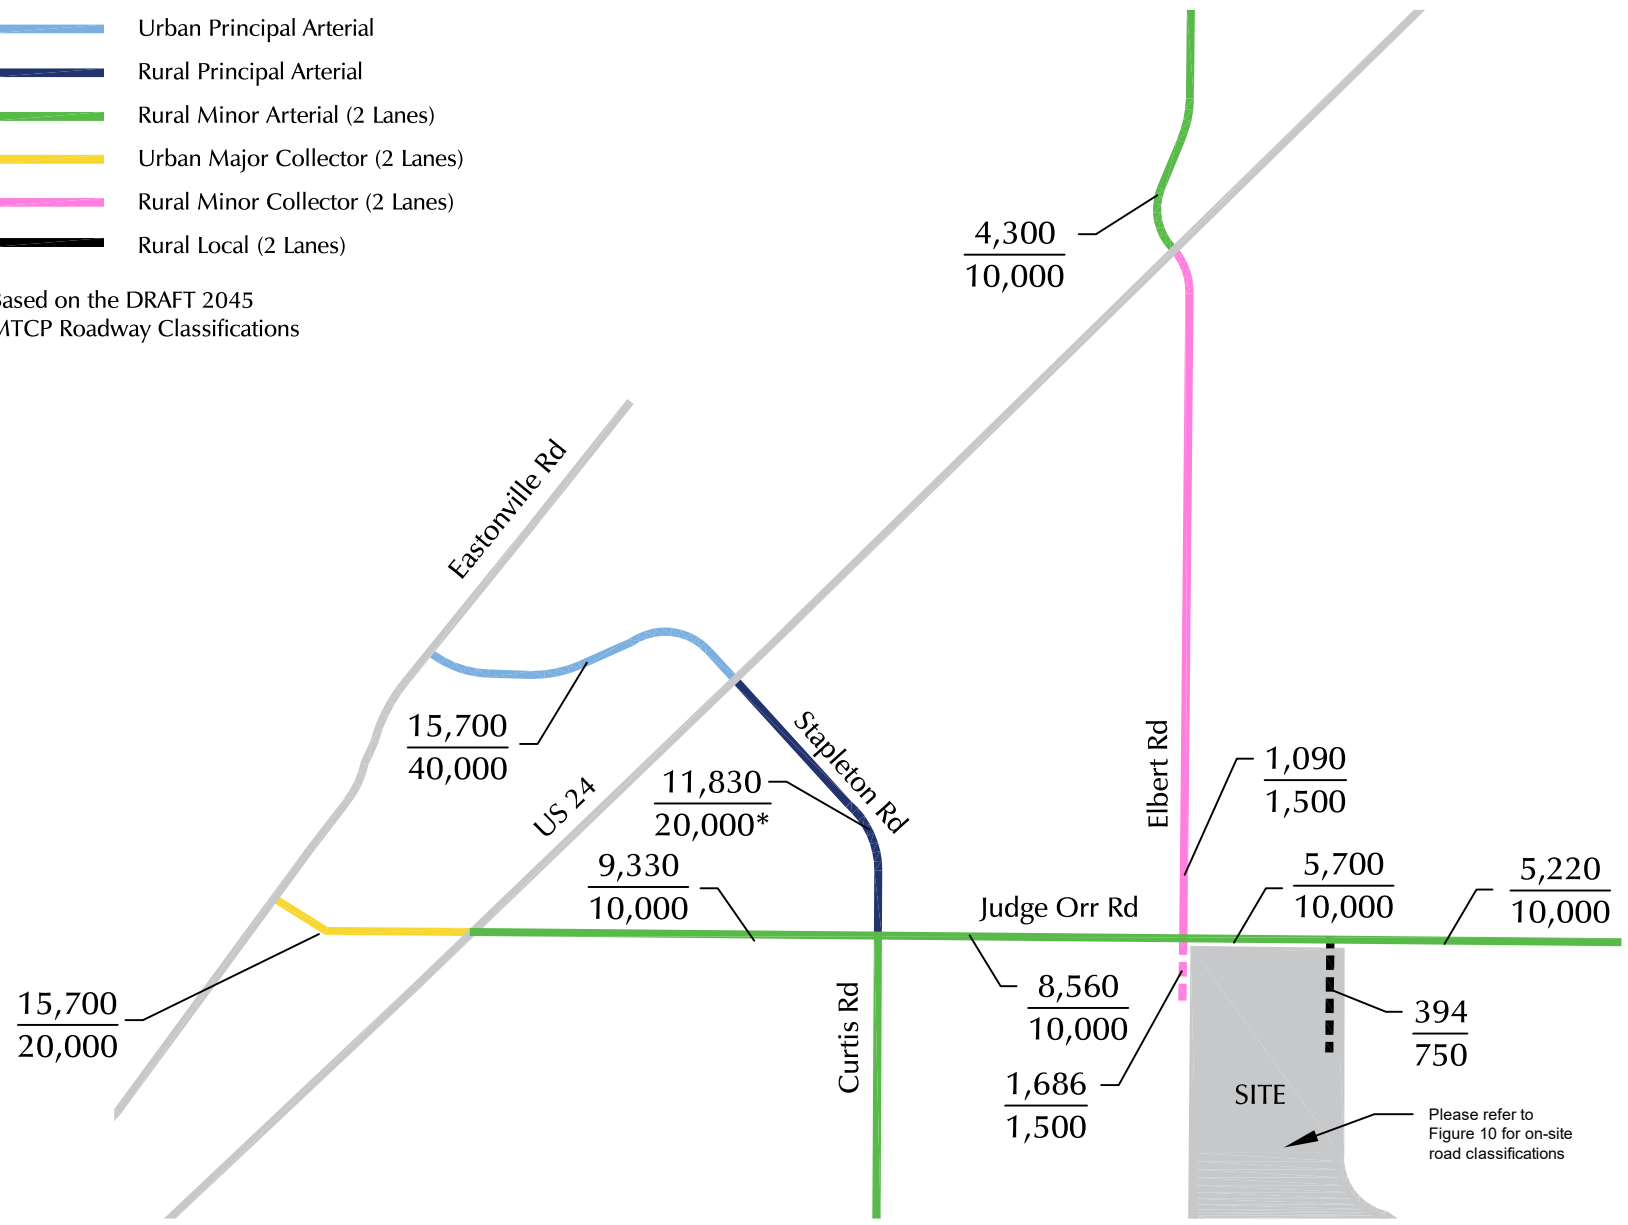 Urban Principal Arterial
Rural Principal Arterial
Rural Minor Arterial (2 Lanes)
Urban Major Collector (2 Lanes)
Rural Minor Collector (2 Lanes)
Rural Local (2 Lanes)
Based on the DRAFT 2045
MTCP Roadway Classifications
4,300
10,000
Eastonville Rd
15,700
40,000
US 24
Stapleton Rd
11,830
20,000*
9,330
10,000
Elbert Rd
1,090
1,500
Judge Orr Rd
5,700
10,000
5,220
10,000
15,700
20,000
Curtis Rd
8,560
10,000
1,686
1,500
394
750
SITE
Please refer to
Figure 10 for on-site
road classifications